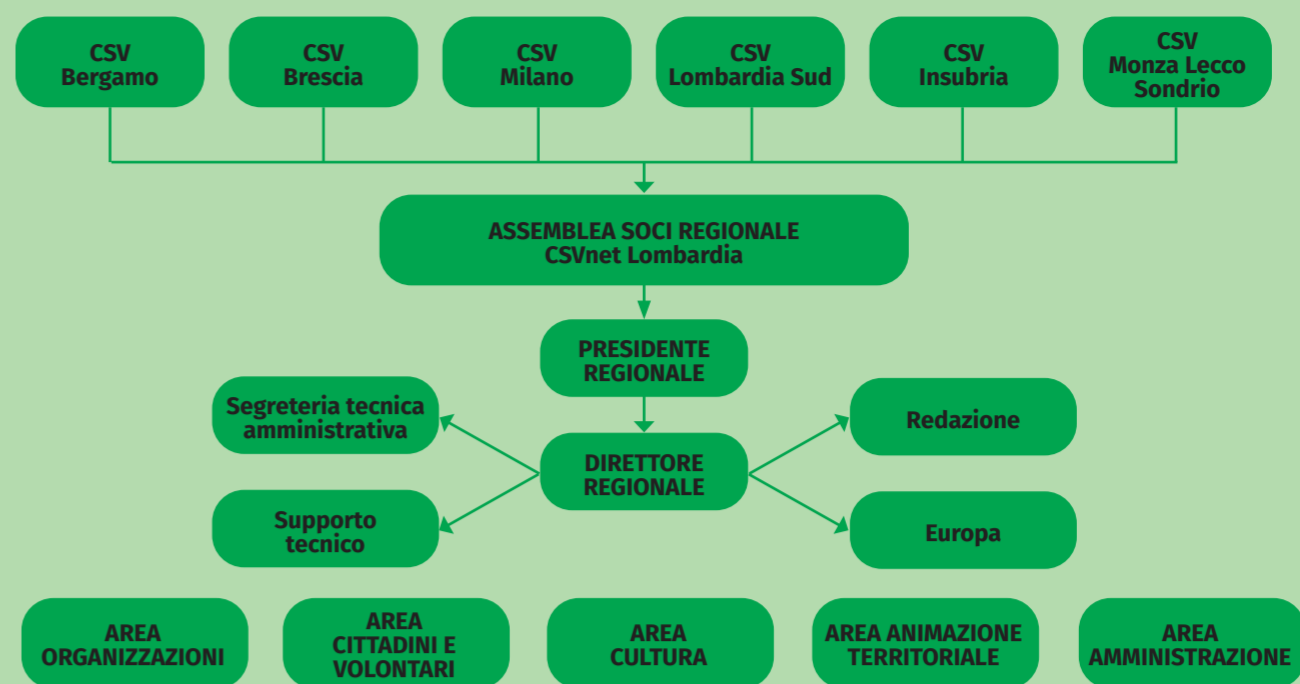 CSV
Bergamo
CSV
Brescia
CSV
Milano
CSV
Lombardia Sud
CSV
Insubria
CSV
Monza Lecco
Sondrio
ASSEMBLEA SOCI REGIONALE
CSVnet Lombardia
PRESIDENTE
REGIONALE
Segreteria tecnica
amministrativa
Redazione
DIRETTORE
REGIONALE
Supporto
tecnico
Europa
AREA
ORGANIZZAZIONI
AREA
CITTADINI E
VOLONTARI
AREA
CULTURA
AREA ANIMAZIONE
TERRITORIALE
AREA
AMMINISTRAZIONE